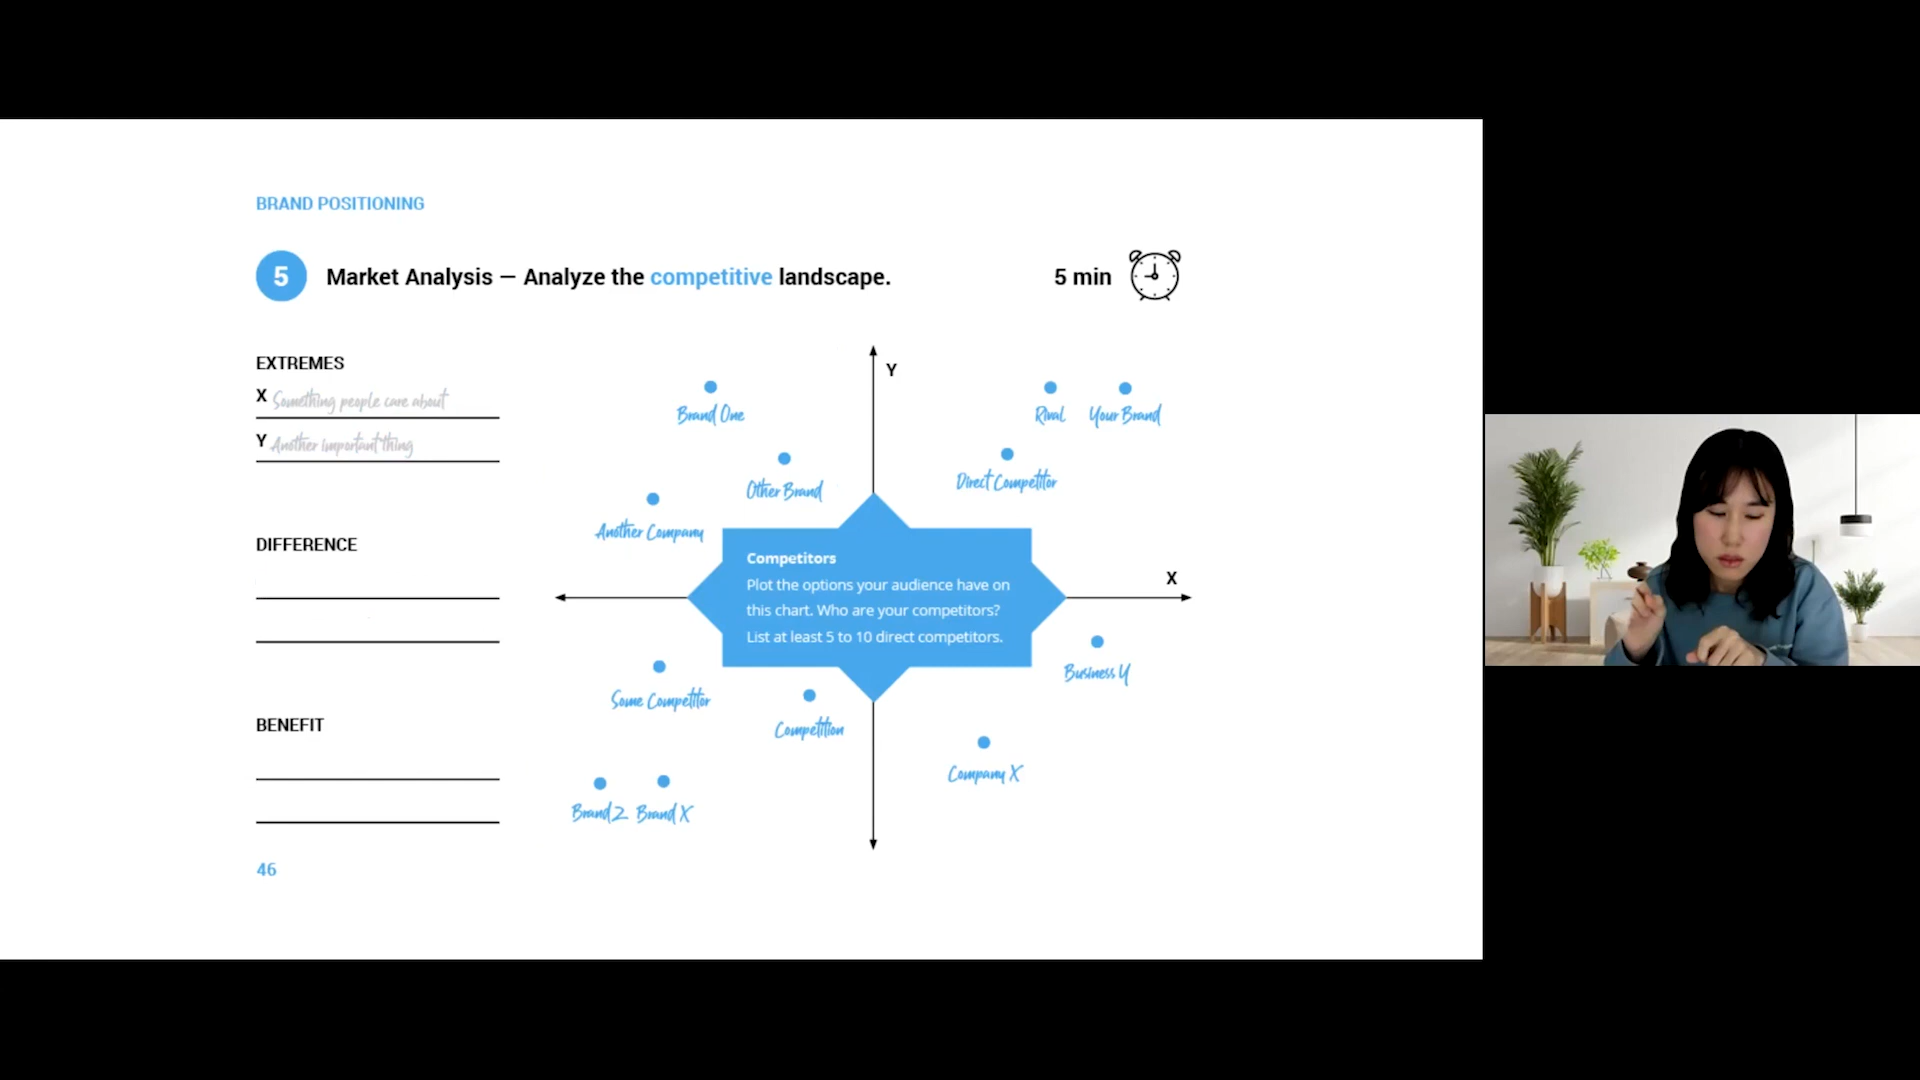 BRAND POSITIONING
5
Market Analysis — Analyze the competitive landscape.
5 min
EXTREMES
X Something people care about
Y Another important thing
DIFFERENCE
BENEFIT
46
Y
X
Brand One
Rival
Your Brand
Other Brand
Direct Competitor
Another Company
Competitors
Plot the options your audience have on
this chart. Who are your competitors?
List at least 5 to 10 direct competitors.
Some Competitor
Competition
Business Y
Company X
Brand Z
Brand X